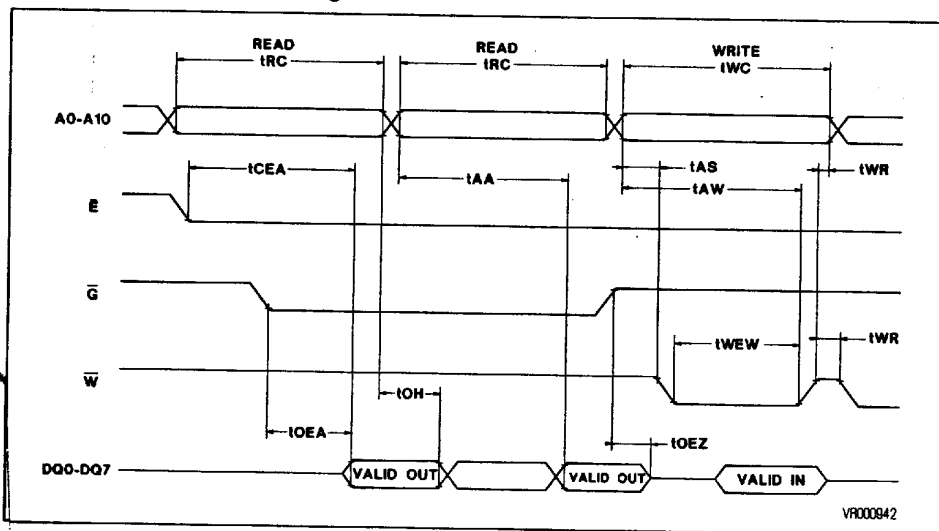 READ READ WRITE
tRC tRC tWC
A0-A10
tCEA tAA tAS tWR
tAW
E̅
G̅
tWEW tWR
W̅
tOH
tOEA tOEZ
DQ0-DQ7 VALID OUT VALID OUT VALID IN
VR000942